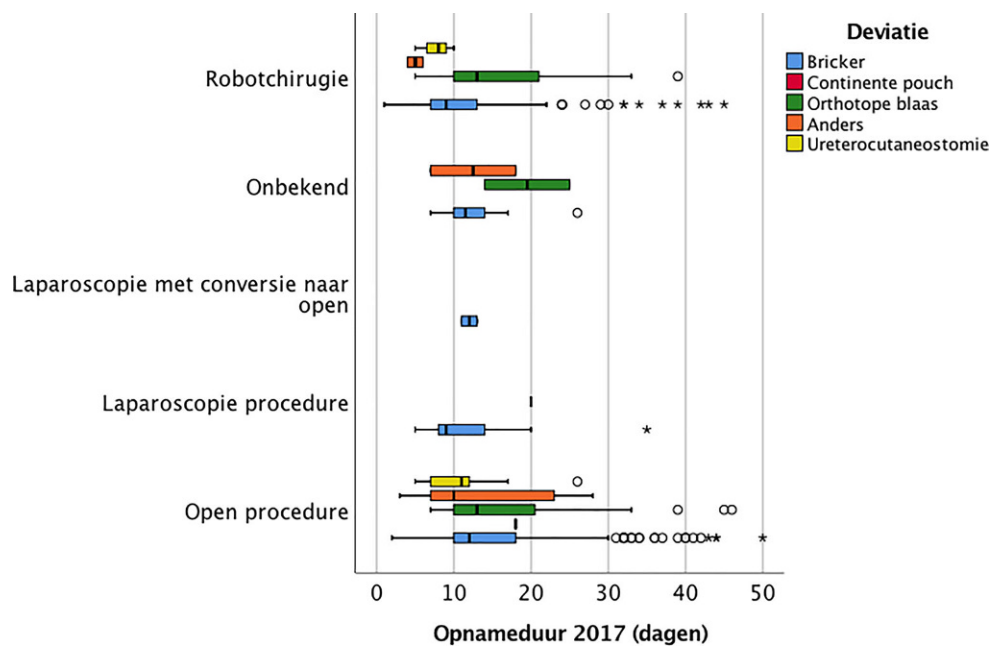 Deviatie
Bricker
Continente pouch
Orthotope blaas
Anders
Ureterocutaneostomie
Robotchirugie
Onbekend
Laparoscopie met conversie naar
open
Laparoscopie procedure
Open procedure
0 10 20 30 40 50
Opnameduur 2017 (dagen)